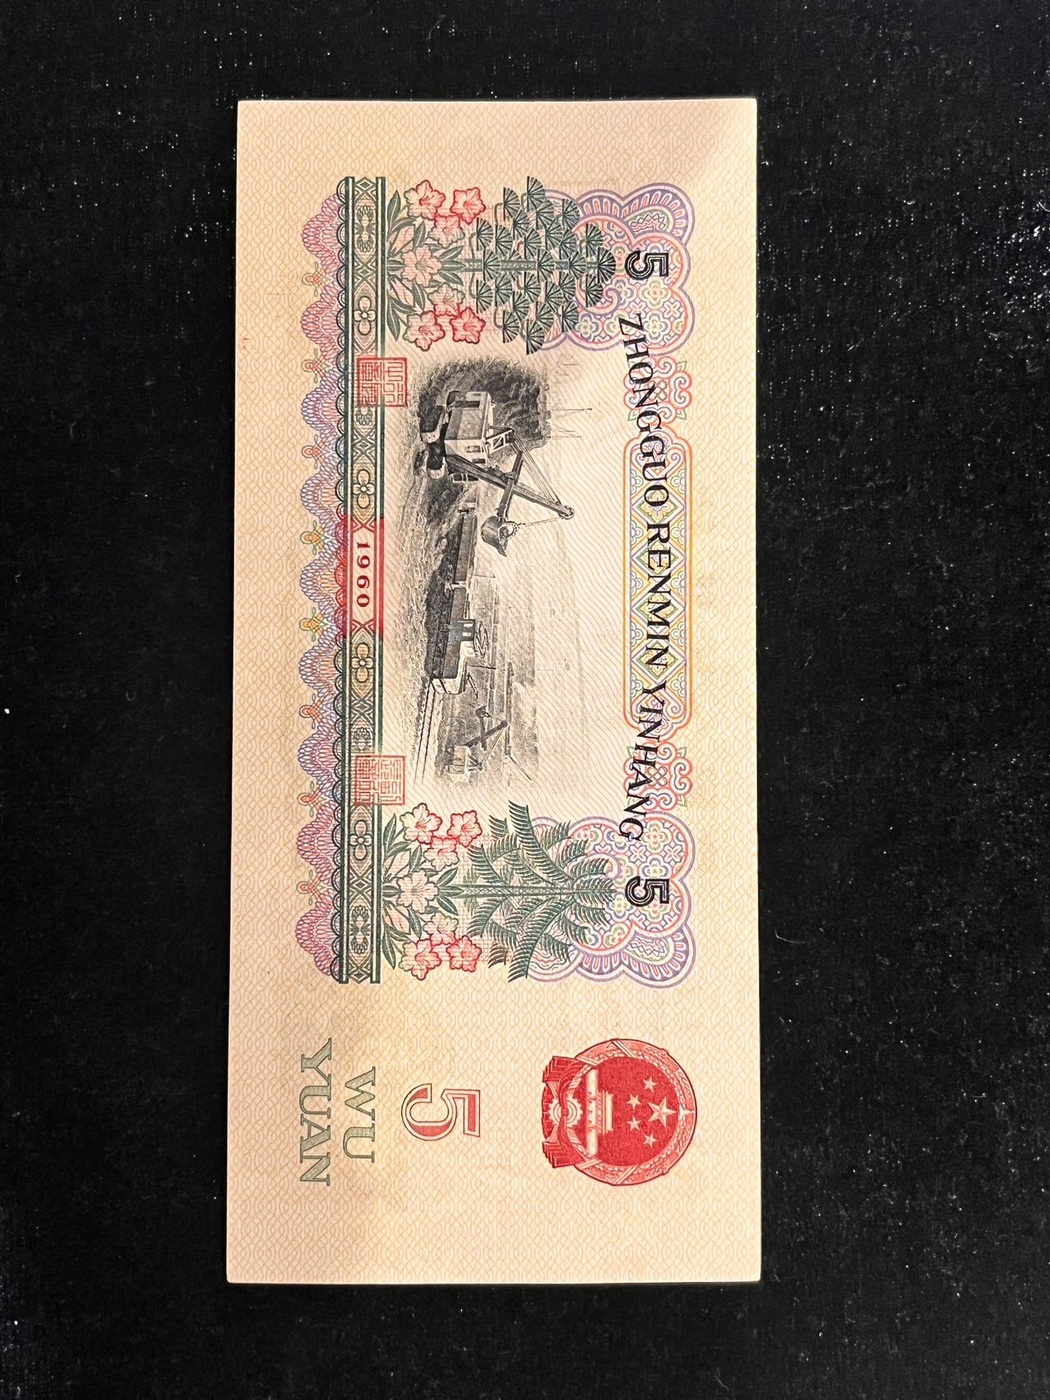 5 ZHONGGUO RENMIN YINHANG 5
1960
5
WU
YUAN